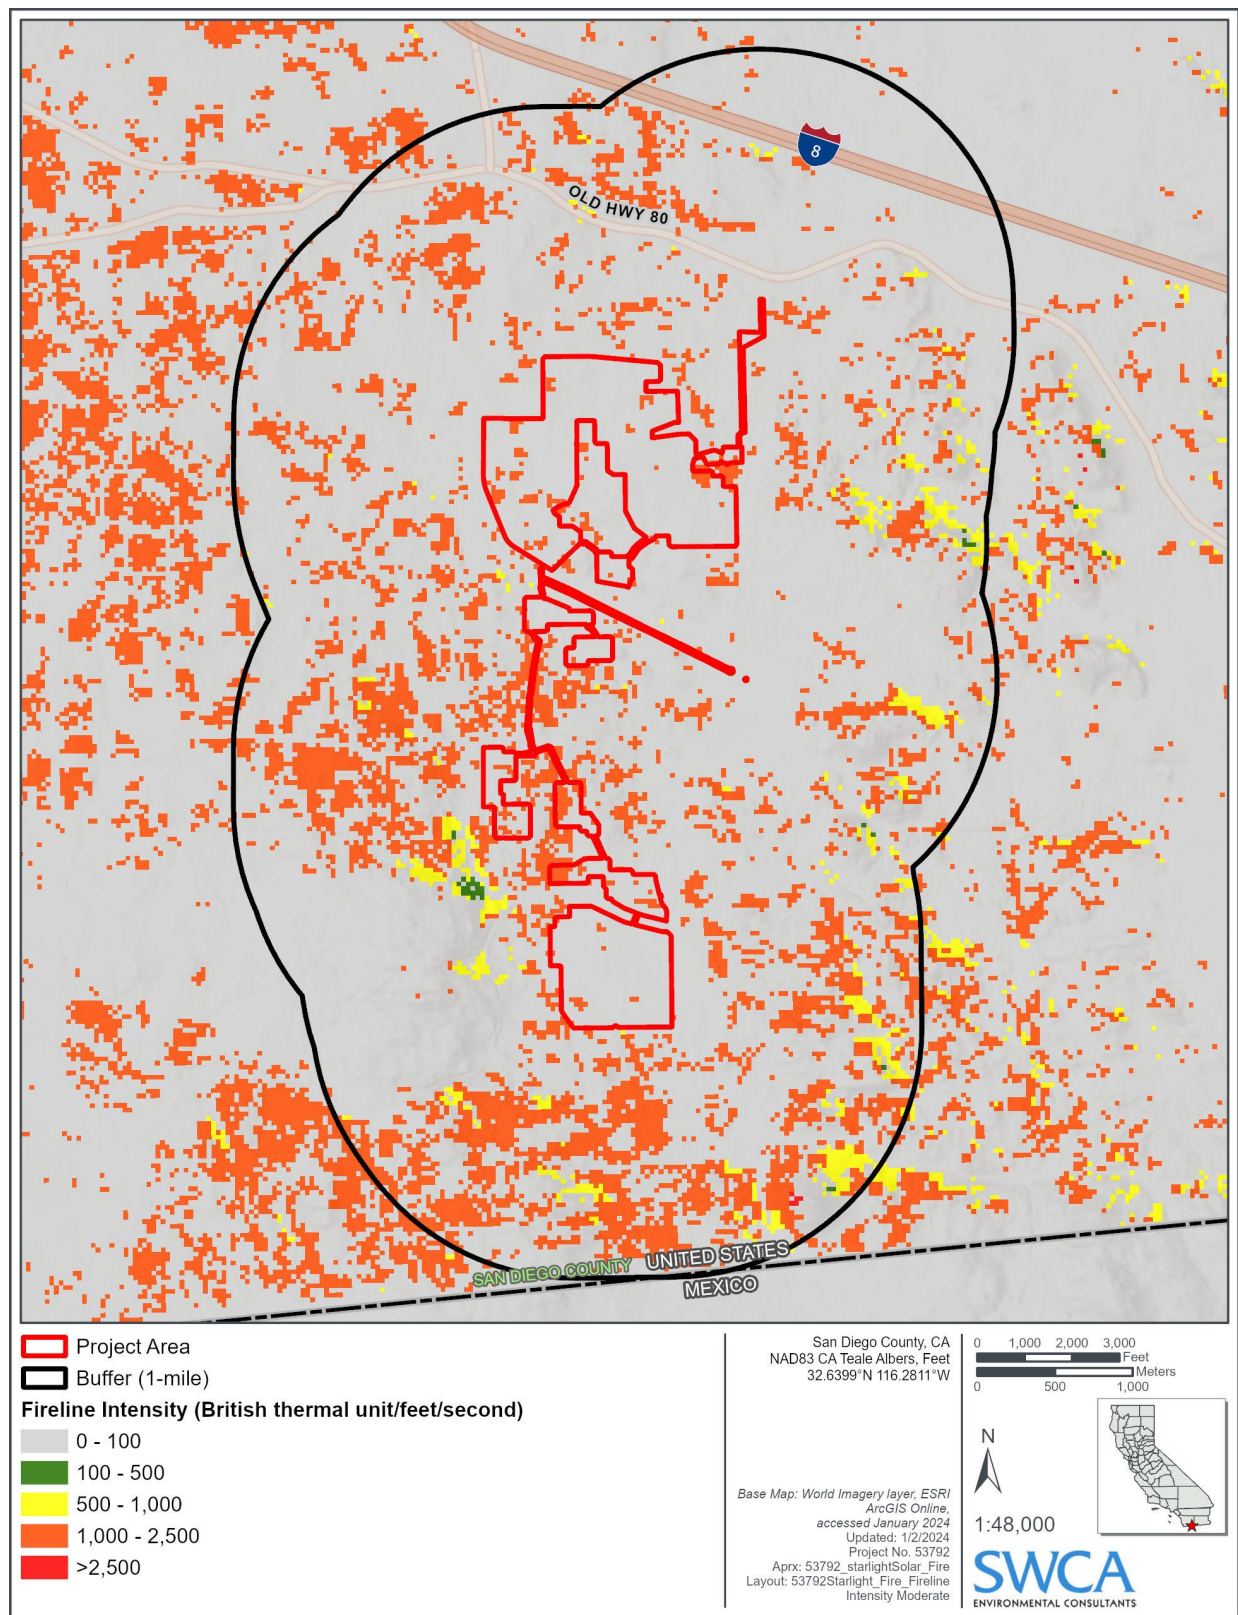 8
OLD HWY 80
SAN DIEGO COUNTY
UNITED STATES
MEXICO
Project Area
Buffer (1-mile)
Fireline Intensity (British thermal unit/feet/second)
0 - 100
100 - 500
500 - 1,000
1,000 - 2,500
>2,500
San Diego County, CA
NAD83 CA Teale Albers, Feet
32.6399°N 116.2811°W
Base Map: World Imagery layer, ESRI
ArcGIS Online,
accessed January 2024
Updated: 1/2/2024
Project No. 53792
Aprx: 53792_starlightSolar_Fire
Layout: 53792Starlight_Fire_Fireline
Intensity Moderate
0 1,000 2,000 3,000
Feet
Meters
0 500 1,000
N
1:48,000
SWCA
ENVIRONMENTAL CONSULTANTS